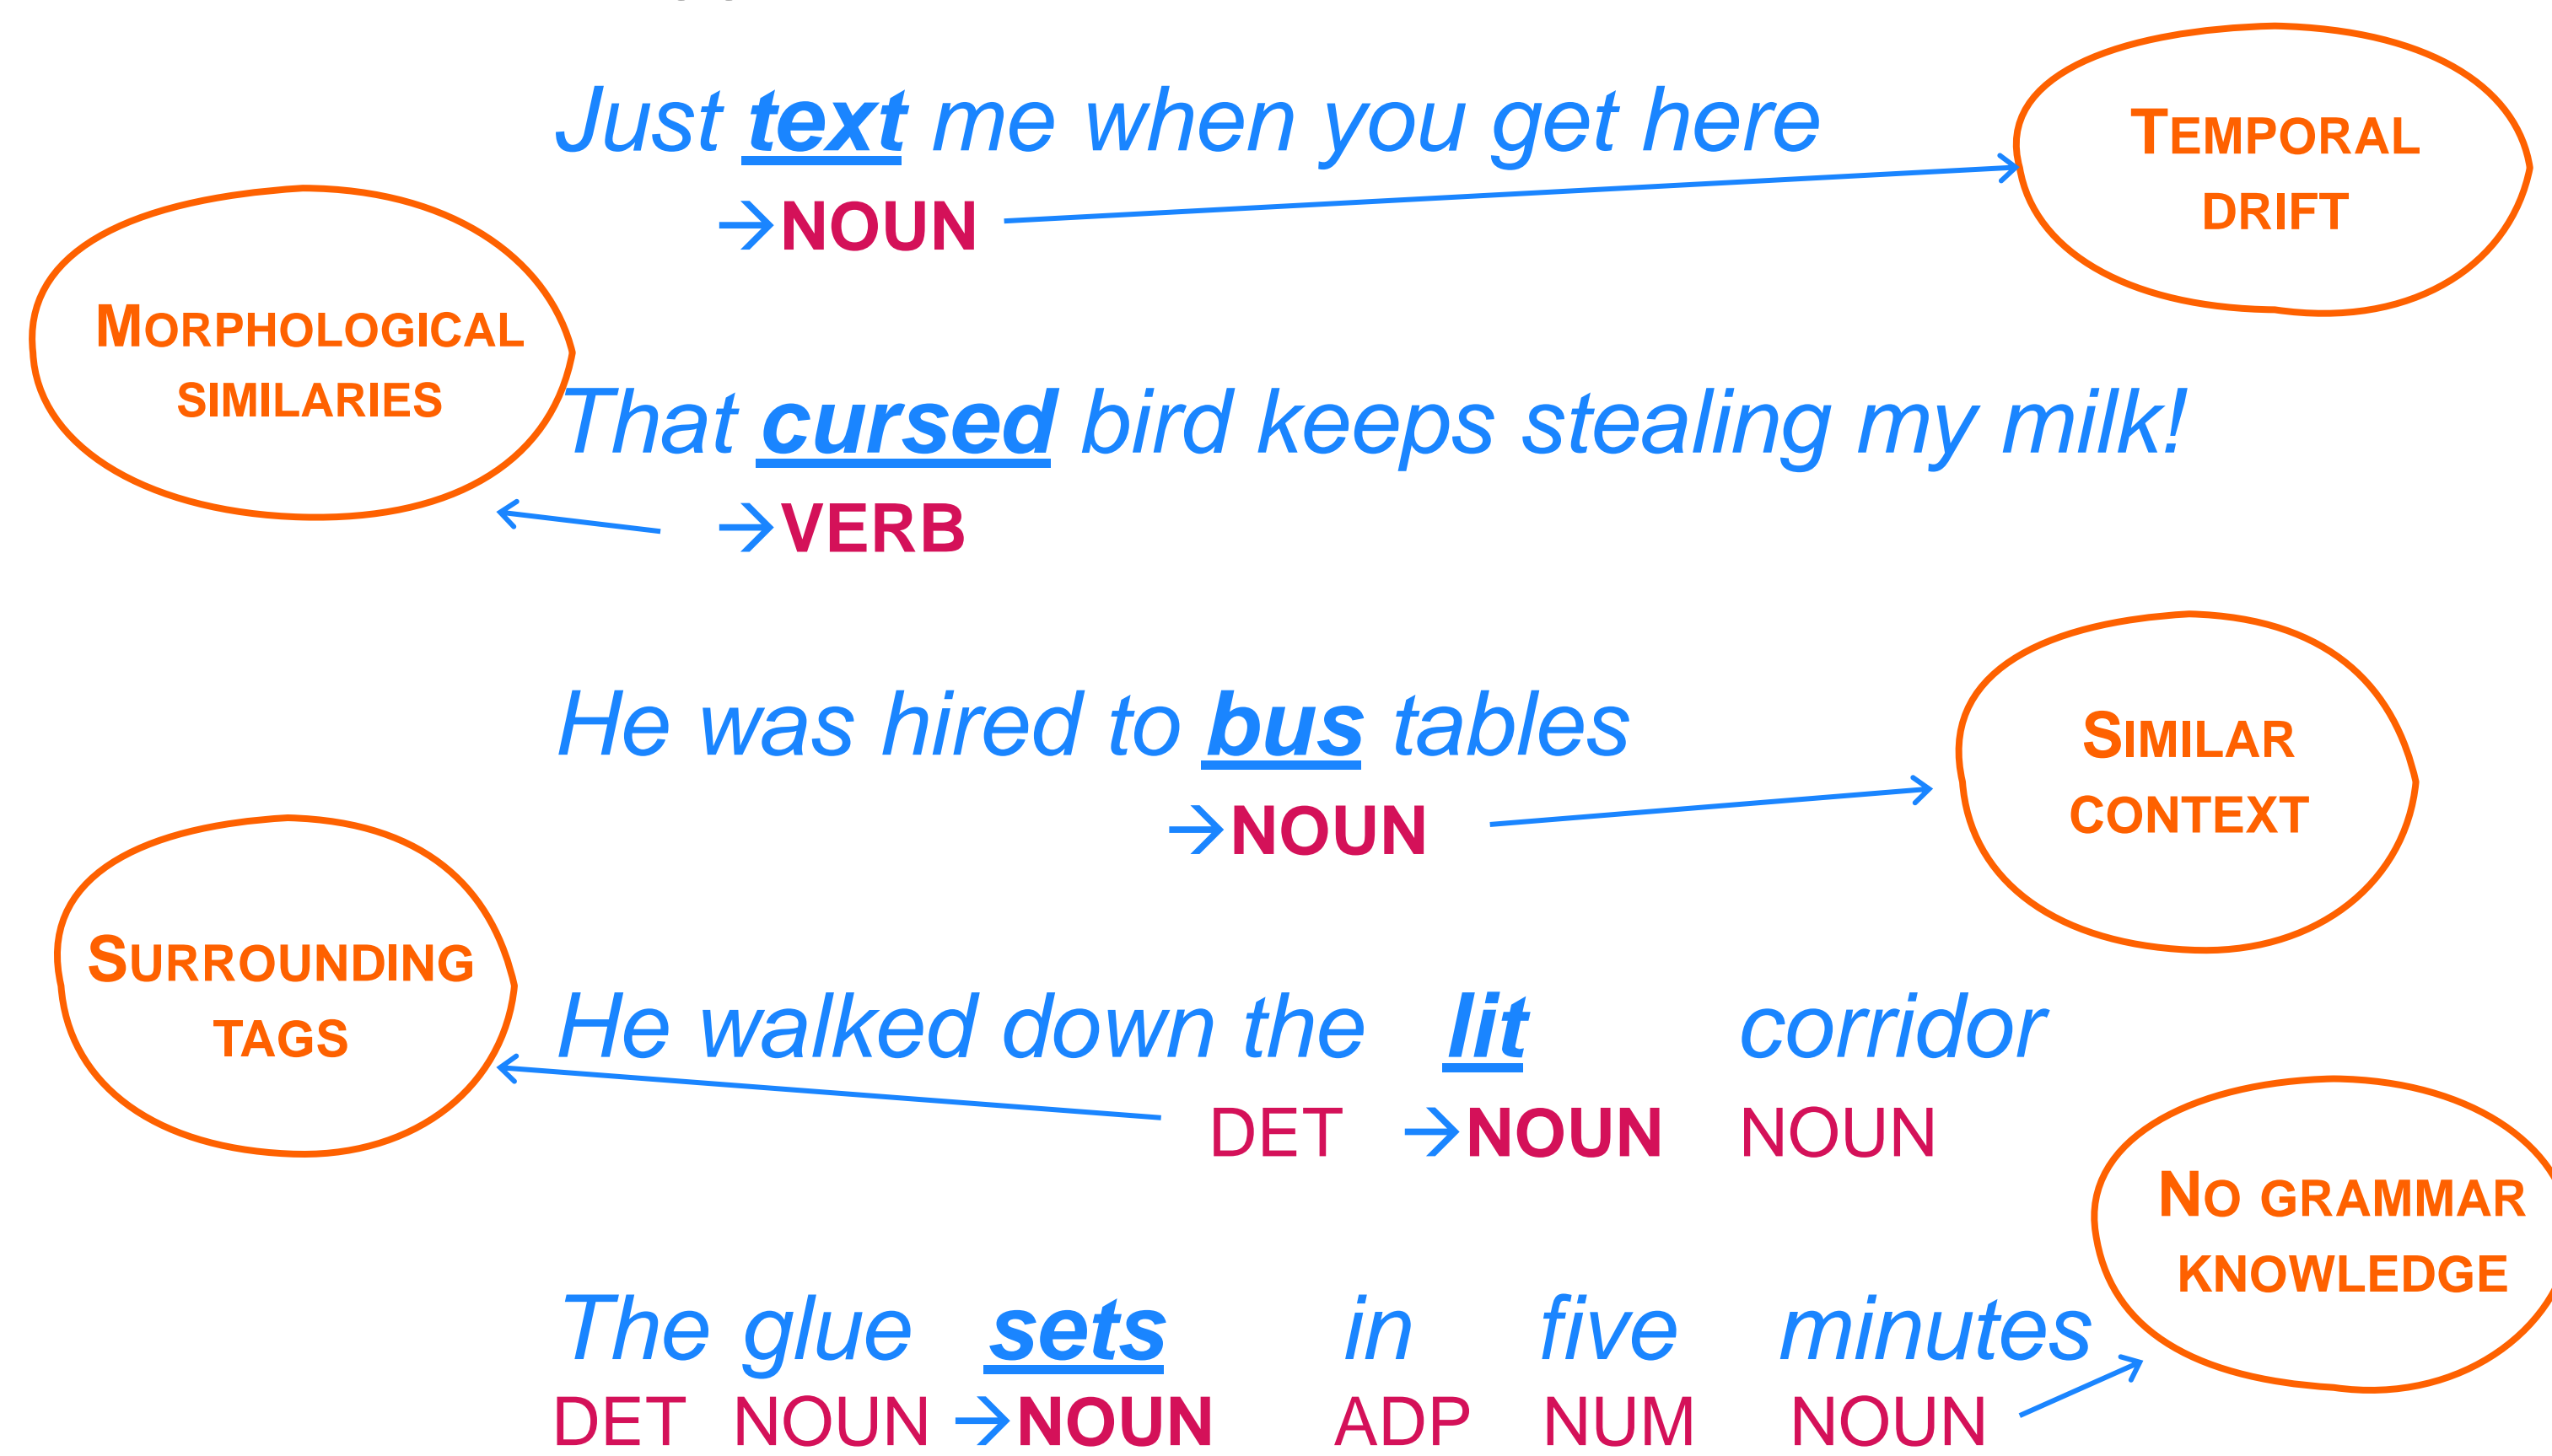 Just text me when you get here
TEMPORAL
DRIFT
→NOUN
MORPHOLOGICAL
SIMILARIES
That cursed bird keeps stealing my milk!
→VERB
He was hired to bus tables
SIMILAR
CONTEXT
→NOUN
SURROUNDING
TAGS
He walked down the lit corridor
DET →NOUN NOUN
NO GRAMMAR
KNOWLEDGE
The glue sets in five minutes
DET NOUN →NOUN ADP NUM NOUN